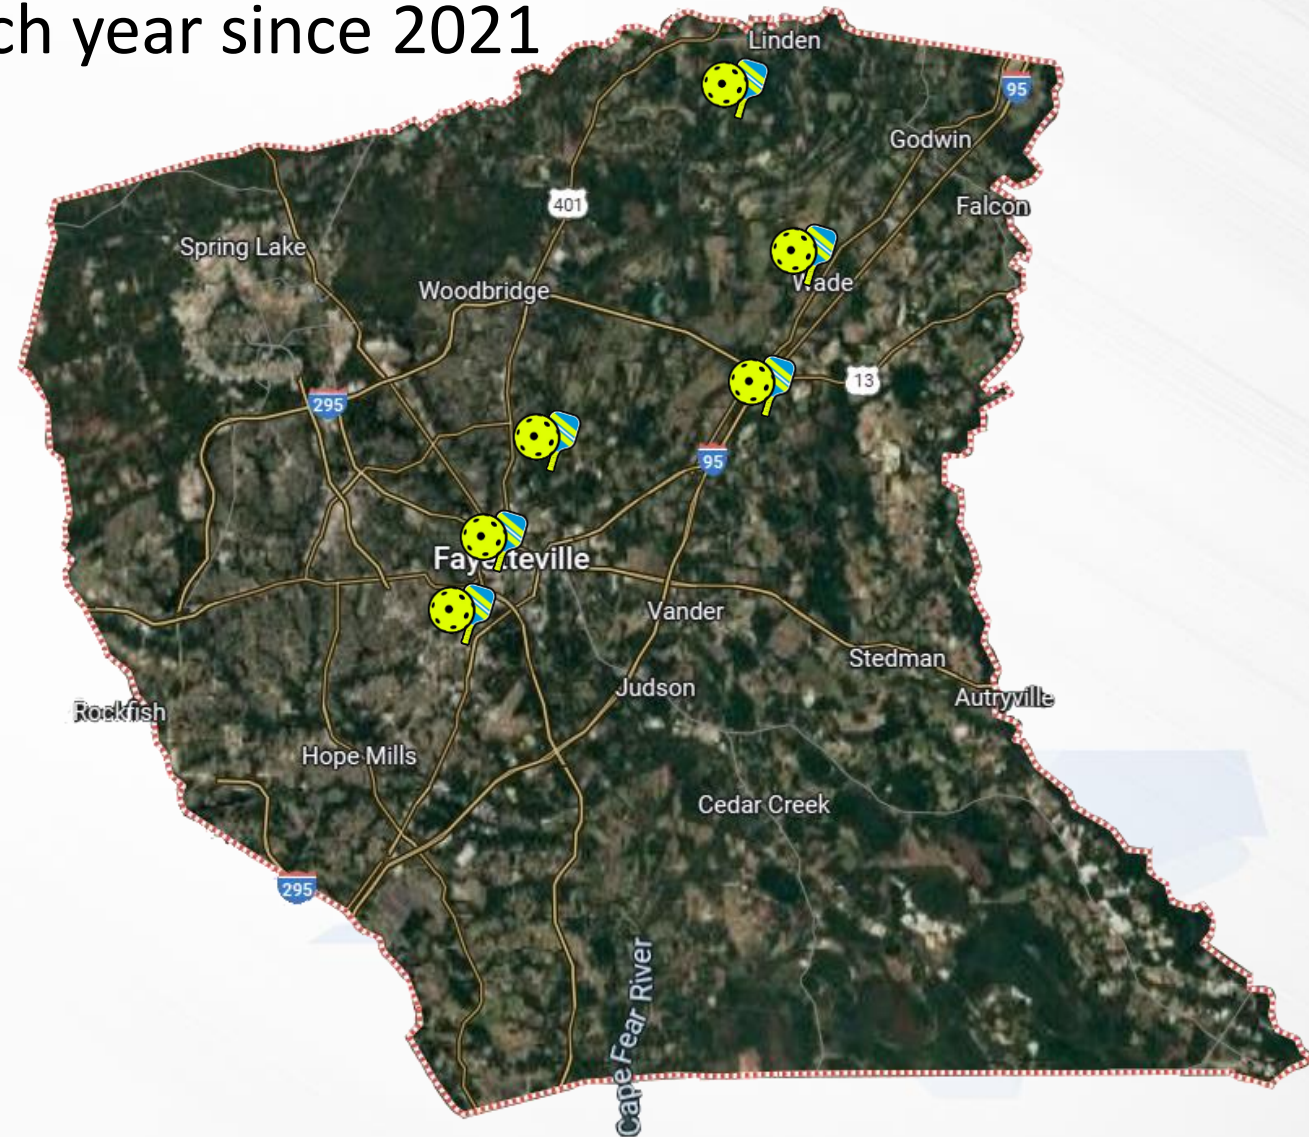 ch year since 2021
Linden
95
Godwin
401
Falcon
Spring Lake
Wade
Woodbridge
13
295
95
Fayetteville
Vander
Stedman
Judson
Autryville
Rockfish
Hope Mills
Cedar Creek
295
Cape Fear River